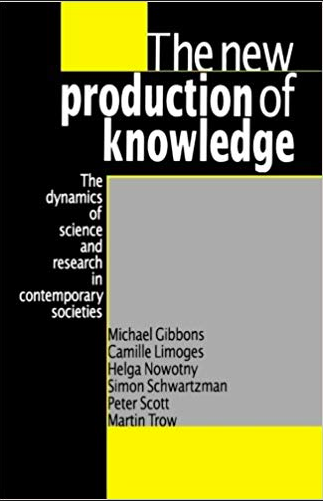 The new
production of
knowledge
The
dynamics
of
science
and
research
in
contemporary
societies
Michael Gibbons
Camille Limoges
Helga Nowotny
Simon Schwartzman
Peter Scott
Martin Trow